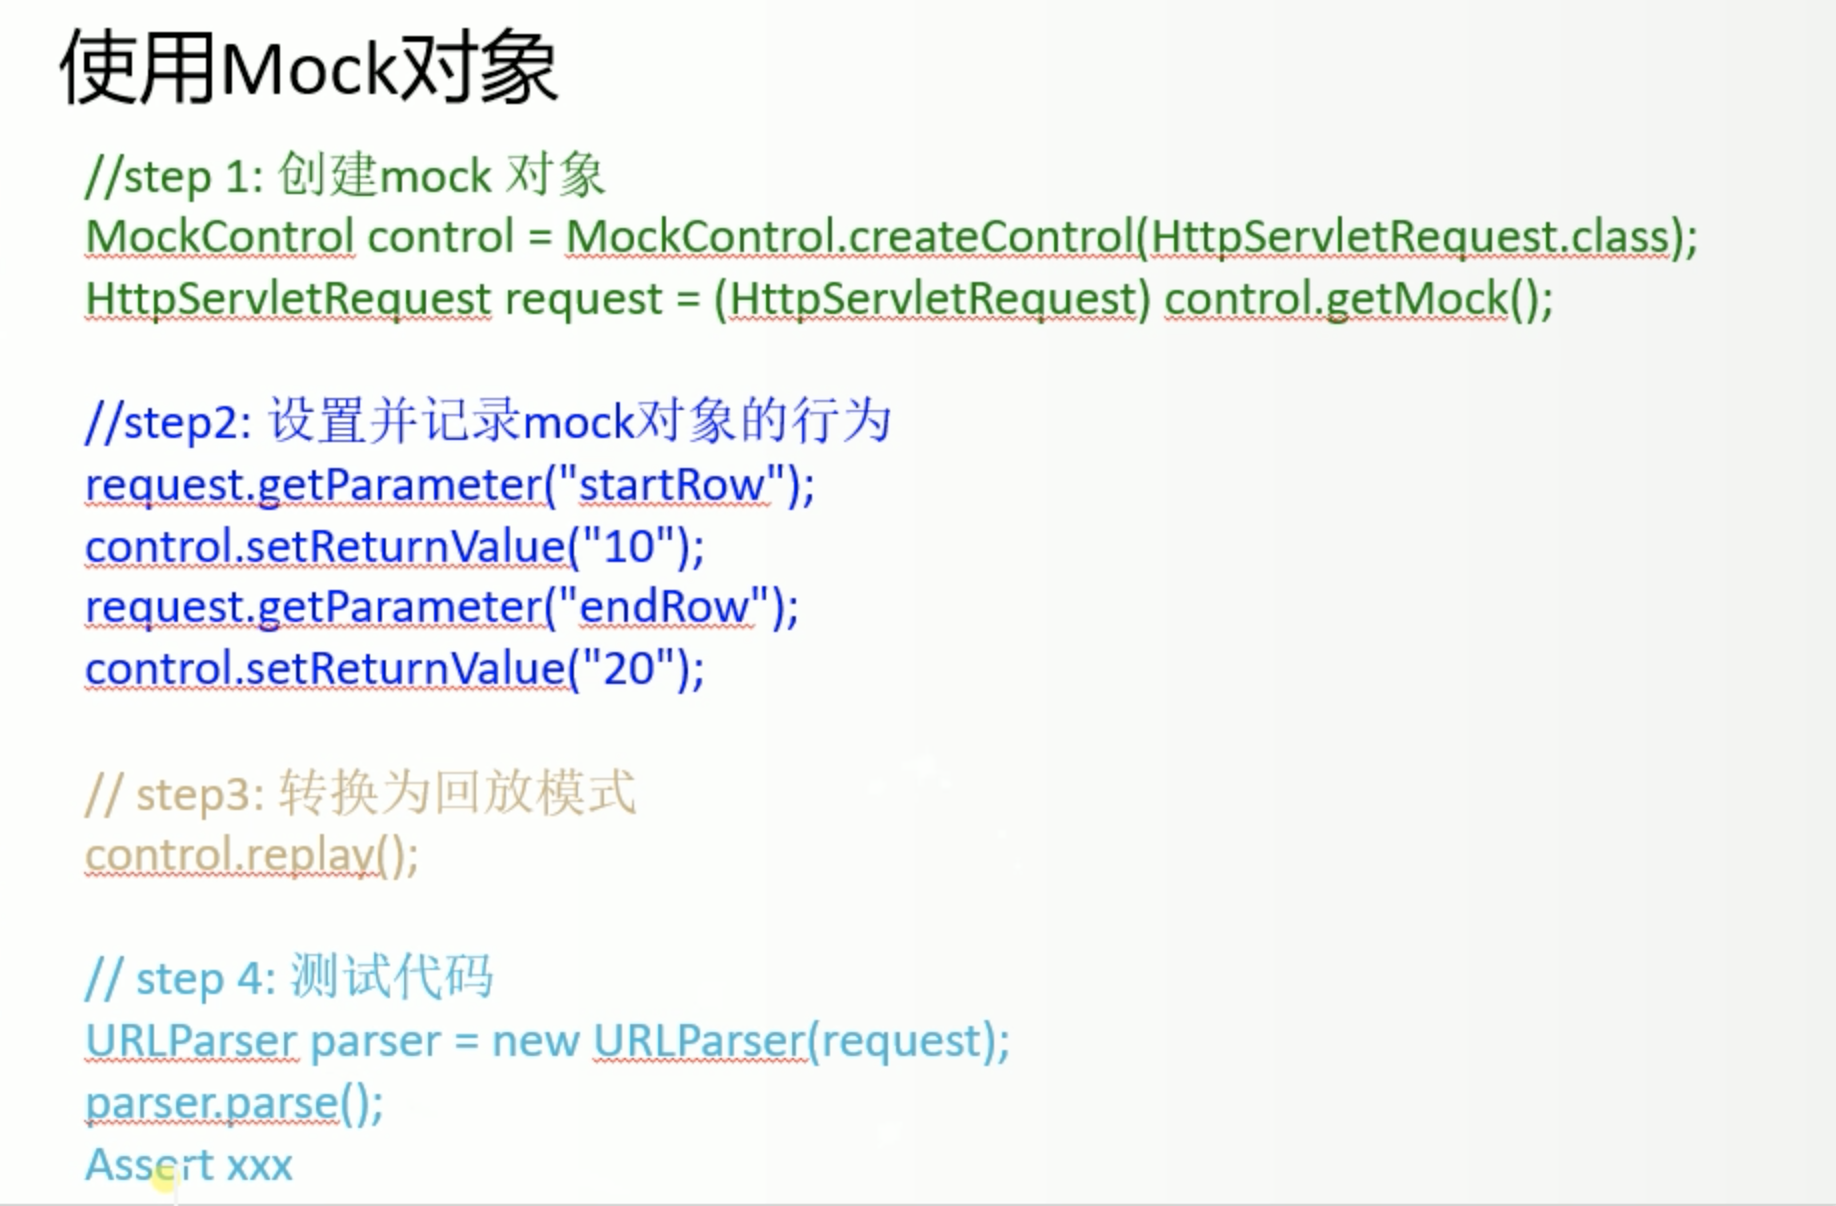 使用Mock对象
//step 1: 创建mock 对象
MockControl control = MockControl.createControl(HttpServletRequest.class);
HttpServletRequest request = (HttpServletRequest) control.getMock();
//step2: 设置并记录mock对象的行为
request.getParameter("startRow");
control.setReturnValue("10");
request.getParameter("endRow");
control.setReturnValue("20");
// step3: 转换为回放模式
control.replay();
// step 4: 测试代码
URLParser parser = new URLParser(request);
parser.parse();
Assert xxx